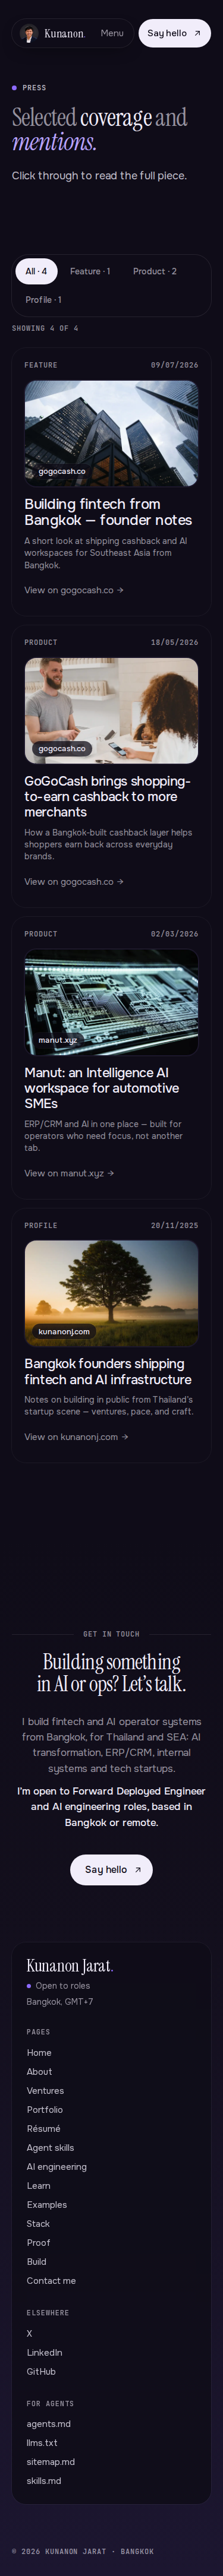 Kunanon.
Menu
Say hello ↗
PRESS
Selected coverage and
mentions.
Click through to read the full piece.
All · 4
Feature · 1
Product · 2
Profile · 1
SHOWING 4 OF 4
FEATURE
09/07/2026
gogocash.co
Building fintech from
Bangkok — founder notes
A short look at shipping cashback and AI
workspaces for Southeast Asia from
Bangkok.
View on gogocash.co →
PRODUCT
18/05/2026
gogocash.co
GoGoCash brings shopping-
to-earn cashback to more
merchants
How a Bangkok-built cashback layer helps
shoppers earn back across everyday
brands.
View on gogocash.co →
PRODUCT
02/03/2026
manut.xyz
Manut: an Intelligence AI
workspace for automotive
SMEs
ERP/CRM and AI in one place — built for
operators who need focus, not another
tab.
View on manut.xyz →
PROFILE
20/11/2025
kunanonj.com
Bangkok founders shipping
fintech and AI infrastructure
Notes on building in public from Thailand's
startup scene — ventures, pace, and craft.
View on kunanonj.com →
GET IN TOUCH
Building something
in AI or ops? Let's talk.
I build fintech and AI operator systems
from Bangkok, for Thailand and SEA: AI
transformation, ERP/CRM, internal
systems and tech startups.
I'm open to Forward Deployed Engineer
and AI engineering roles, based in
Bangkok or remote.
Say hello ↗
Kunanon Jarat.
Open to roles
Bangkok, GMT+7
PAGES
Home
About
Ventures
Portfolio
Résumé
Agent skills
AI engineering
Learn
Examples
Stack
Proof
Build
Contact me
ELSEWHERE
X
LinkedIn
GitHub
FOR AGENTS
agents.md
llms.txt
sitemap.md
skills.md
© 2026 KUNANON JARAT · BANGKOK